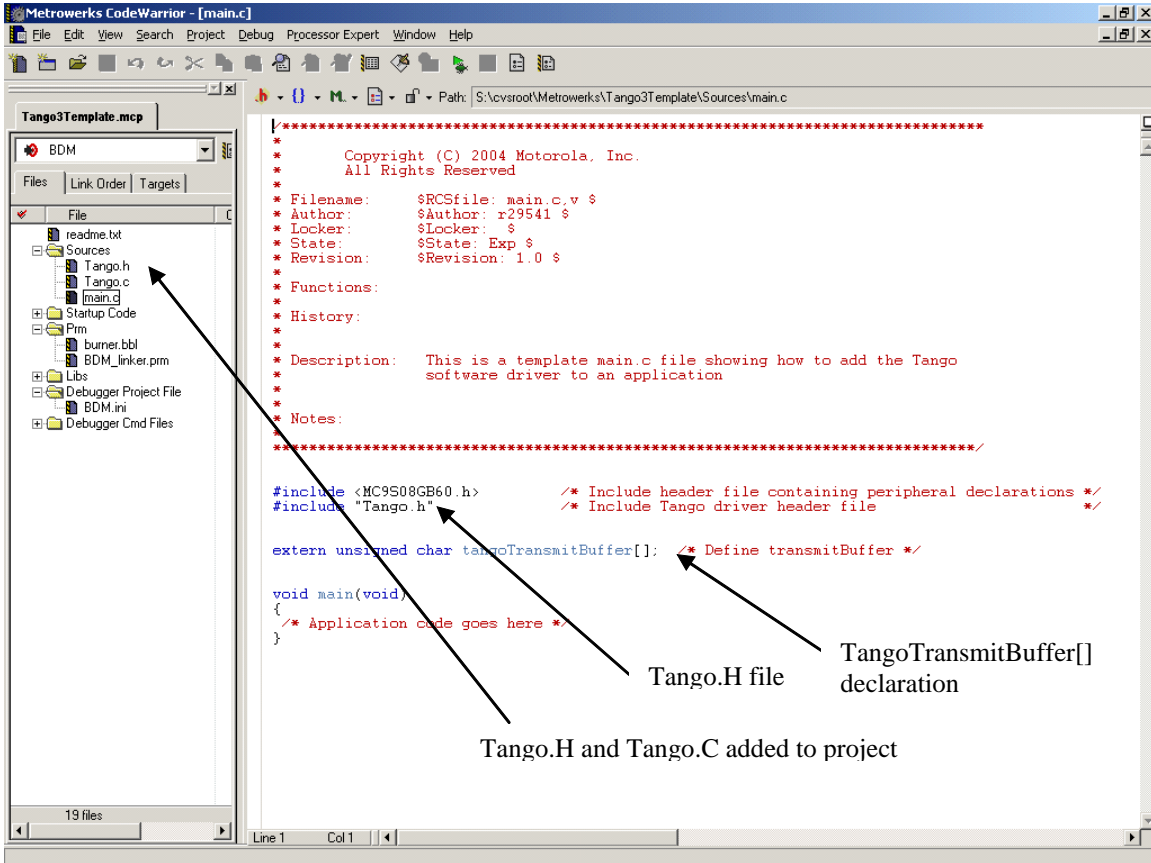 Metrowerks CodeWarrior - [main.c]
File Edit View Search Project Debug Processor Expert Window Help
Path: S:\cvsroot\Metrowerks\Tango3Template\Sources\main.c
Tango3Template.mcp
BDM
Files Link Order Targets
File C
readme.txt
Sources
Tango.h
Tango.c
main.c
Startup Code
Prm
burner.bbl
BDM_linker.prm
Libs
Debugger Project File
BDM.ini
Debugger Cmd Files
19 files
/******************************************************************************
*
* Copyright (C) 2004 Motorola, Inc.
* All Rights Reserved
*
* Filename: $RCSfile: main.c,v $
* Author: $Author: r29541 $
* Locker: $Locker: $
* State: $State: Exp $
* Revision: $Revision: 1.0 $
*
* Functions:
*
* History:
*
*
* Description: This is a template main.c file showing how to add the Tango
* software driver to an application
*
*
* Notes:
*
******************************************************************************/
#include <MC9S08GB60.h> /* Include header file containing peripheral declarations */
#include "Tango.h" /* Include Tango driver header file */
extern unsigned char tangoTransmitBuffer[]; /* Define transmitBuffer */
void main(void)
{
/* Application code goes here */
}
TangoTransmitBuffer[]
declaration
Tango.H file
Tango.H and Tango.C added to project
Line 1 Col 1